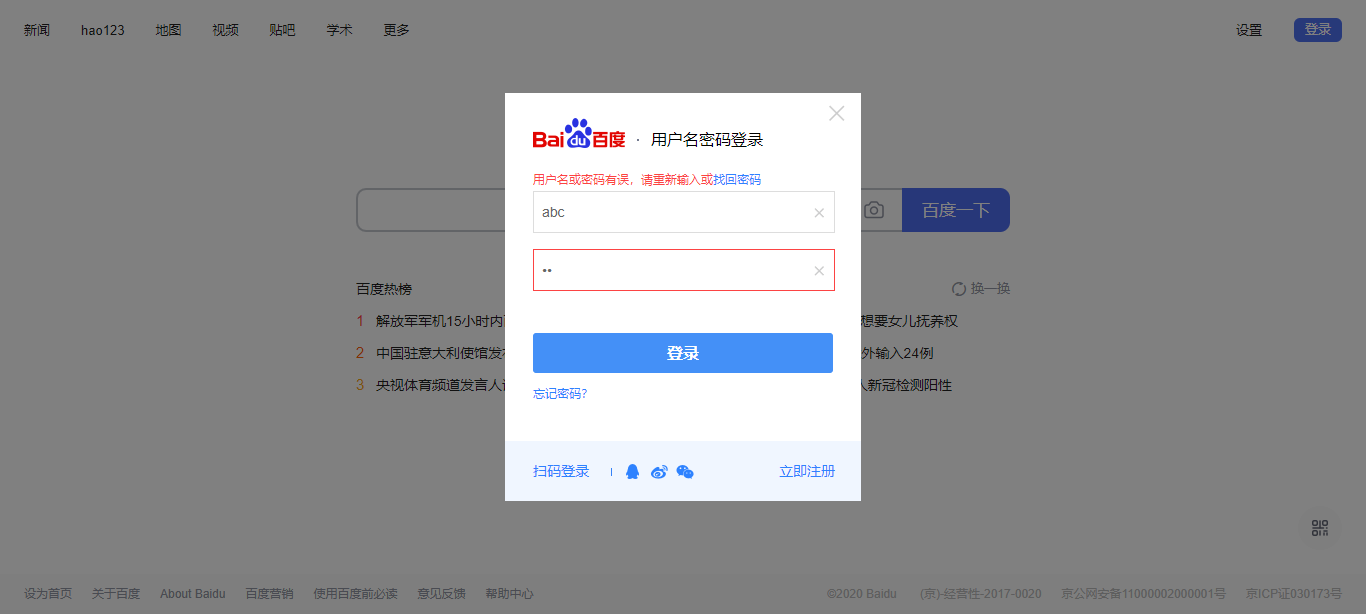 新闻 hao123 地图 视频 贴吧 学术 更多 设置 登录
Baidu百度 · 用户名密码登录
用户名或密码有误，请重新输入或找回密码
abc
••
登录
忘记密码?
扫码登录 立即注册
百度一下
百度热榜 换一换
1 解放军军机15小时内
想要女儿抚养权
2 中国驻意大利使馆发
外输入24例
3 央视体育频道发言人
人新冠检测阳性
设为首页 关于百度 About Baidu 百度营销 使用百度前必读 意见反馈 帮助中心 ©2020 Baidu (京)-经营性-2017-0020 京公网安备11000002000001号 京ICP证030173号